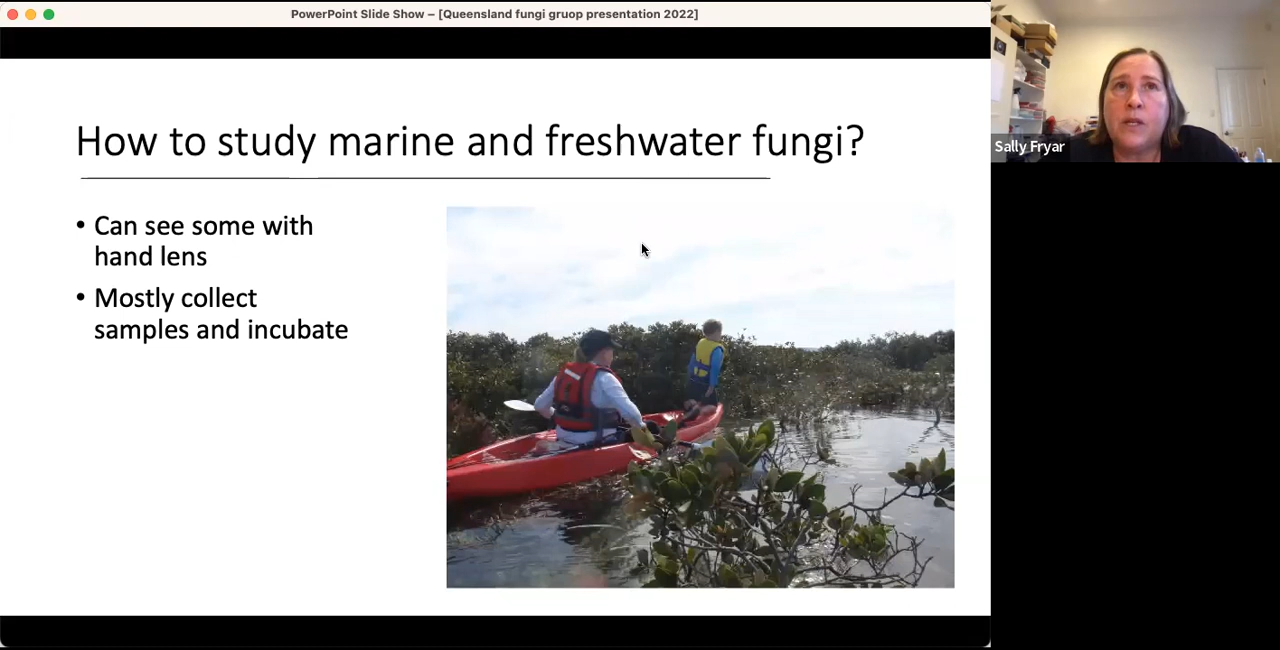 PowerPoint Slide Show – [Queensland fungi gruop presentation 2022]
How to study marine and freshwater fungi?
• Can see some with
hand lens
• Mostly collect
samples and incubate
Sally Fryar